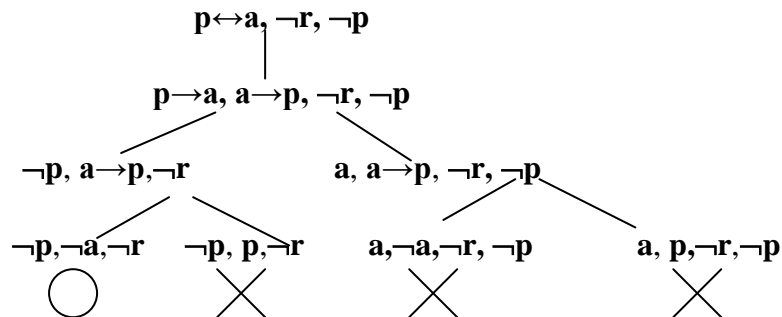 p↔a, ¬r, ¬p
p→a, a→p, ¬r, ¬p
¬p, a→p,¬r a, a→p, ¬r, ¬p
¬p,¬a,¬r ¬p, p,¬r a,¬a,¬r, ¬p a, p,¬r,¬p